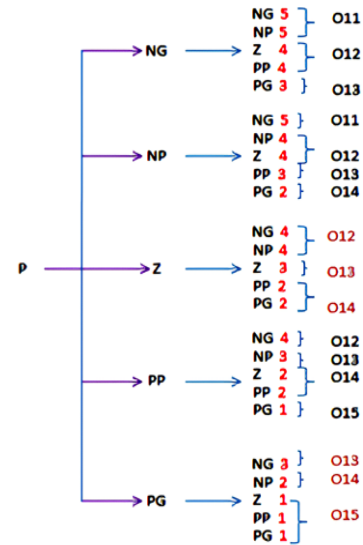 NG 5
NP 5
O11
NG
Z 4
PP 4
O12
PG 3
O13
NG 5
O11
NP
NP 4
Z 4
O12
PP 3
O13
PG 2
O14
P
Z
NG 4
NP 4
O12
Z 3
O13
PP 2
PG 2
O14
PP
NG 4
O12
NP 3
O13
Z 2
PP 2
O14
PG 1
O15
PG
NG 3
O13
NP 2
O14
Z 1
PP 1
PG 1
O15